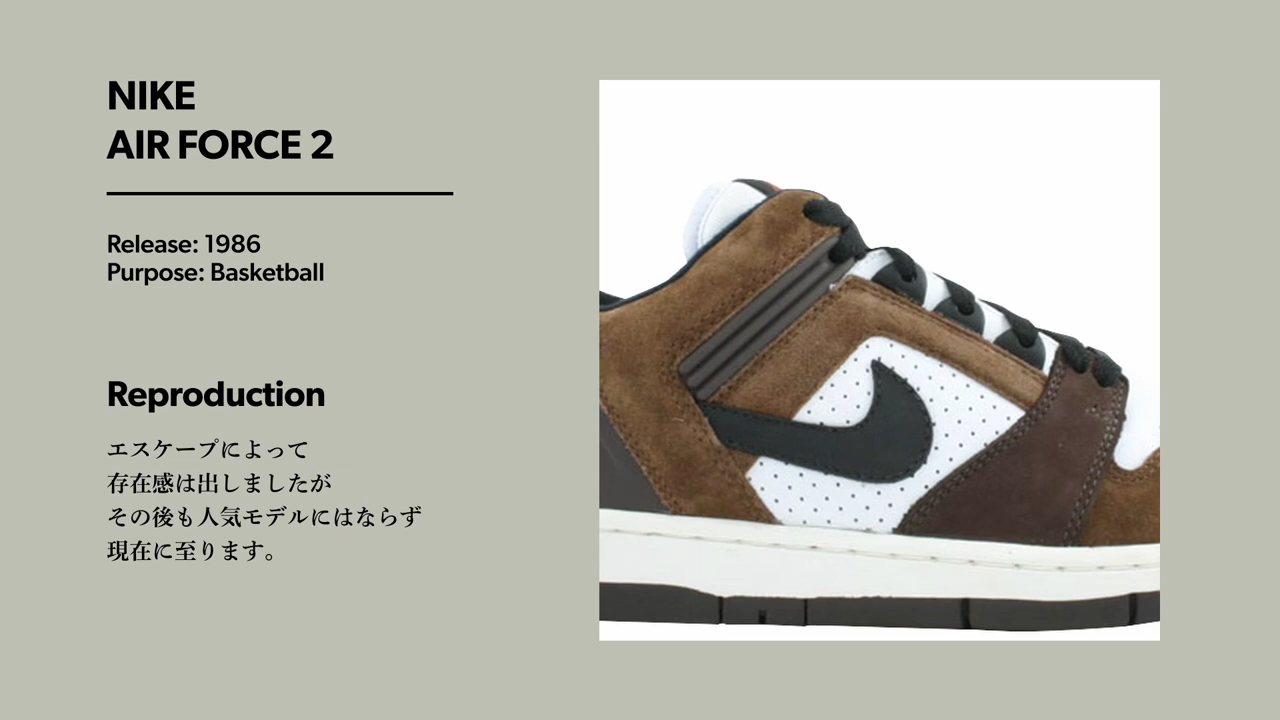 NIKE
AIR FORCE 2
Release: 1986
Purpose: Basketball
Reproduction
エスケープによって
存在感は出しましたが
その後も人気モデルにはならず
現在に至ります。